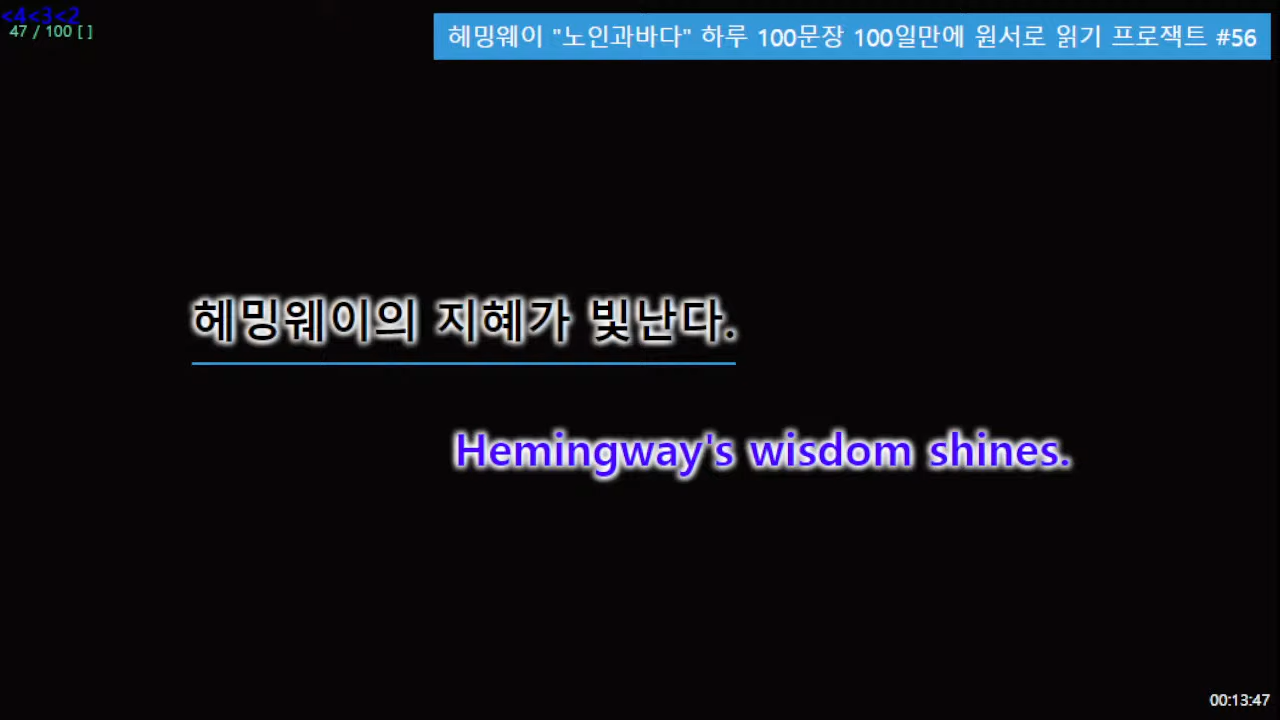 <4<3<2
47 / 100 [ ]
헤밍웨이 "노인과바다" 하루 100문장 100일만에 원서로 읽기 프로잭트 #56
헤밍웨이의 지혜가 빛난다.
Hemingway's wisdom shines.
00:13:47